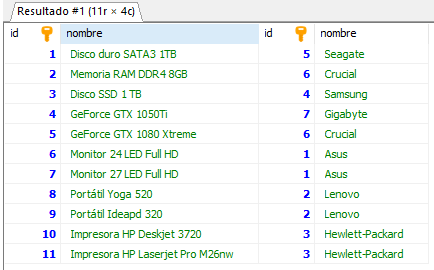 Resultado #1 (11r × 4c)
id nombre id nombre
1 Disco duro SATA3 1TB 5 Seagate
2 Memoria RAM DDR4 8GB 6 Crucial
3 Disco SSD 1 TB 4 Samsung
4 GeForce GTX 1050Ti 7 Gigabyte
5 GeForce GTX 1080 Xtreme 6 Crucial
6 Monitor 24 LED Full HD 1 Asus
7 Monitor 27 LED Full HD 1 Asus
8 Portátil Yoga 520 2 Lenovo
9 Portátil Ideapd 320 2 Lenovo
10 Impresora HP Deskjet 3720 3 Hewlett-Packard
11 Impresora HP Laserjet Pro M26nw 3 Hewlett-Packard